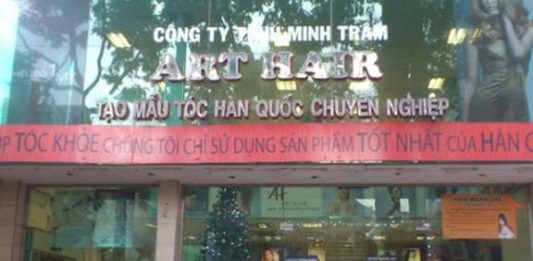 CÔNG TY TNHH MINH TRÂM
ART HAIR
TẠO MẪU TÓC HÀN QUỐC CHUYÊN NGHIỆP
TÓC KHỎE CHÚNG TÔI CHỈ SỬ DỤNG SẢN PHẨM TỐT NHẤT CỦA HÀN
ART HAIR